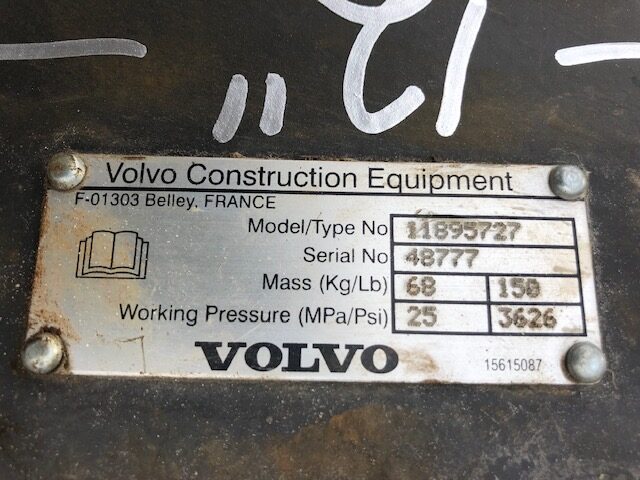 12"
Volvo Construction Equipment
F-01303 Belley, FRANCE
Model/Type No 11895727
Serial No 48777
Mass (Kg/Lb) 68 150
Working Pressure (MPa/Psi) 25 3626
VOLVO
15615087